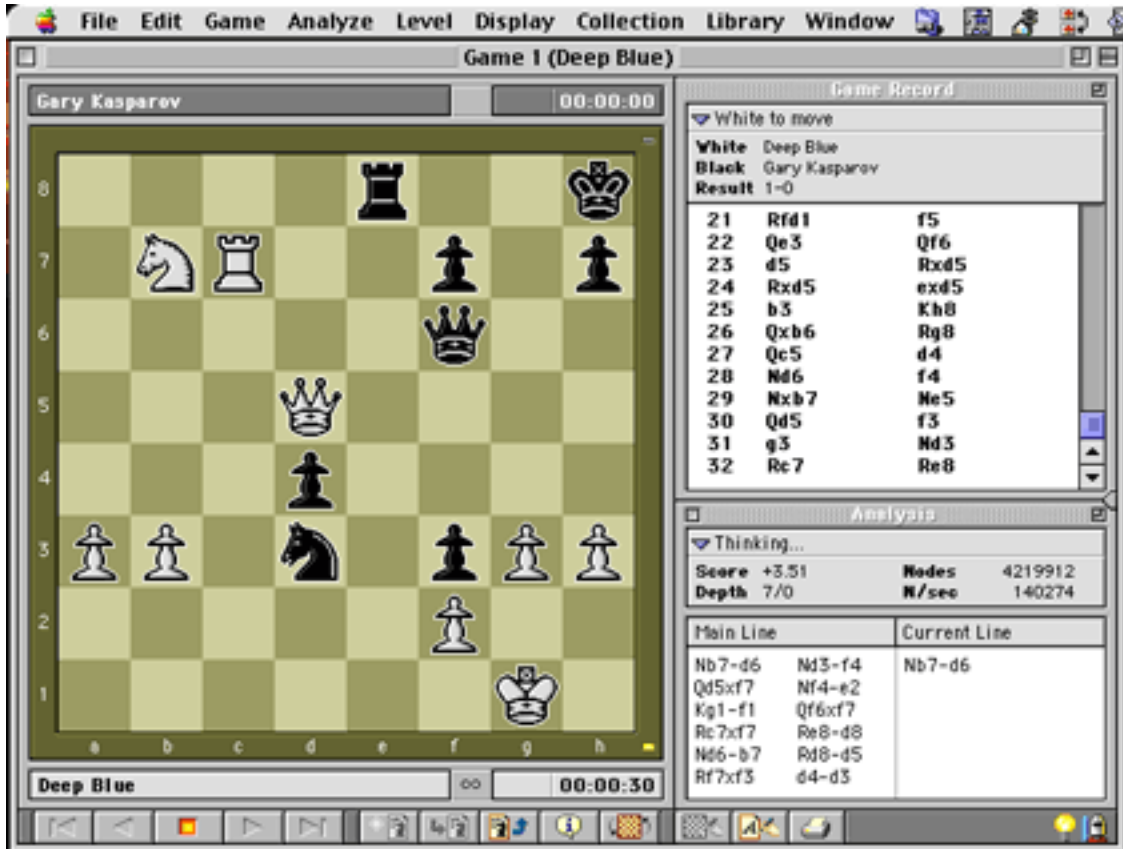 File Edit Game Analyze Level Display Collection Library Window
Game 1 (Deep Blue)
Gary Kasparov 00:00:00
8
7
6
5
4
3
2
1
a b c d e f g h
Deep Blue ∞ 00:00:30
Game Record
White to move
White Deep Blue
Black Gary Kasparov
Result 1-0
21 Rfd1 f5
22 Qe3 Qf6
23 d5 Rxd5
24 Rxd5 exd5
25 b3 Kh8
26 Qxb6 Rg8
27 Qc5 d4
28 Nd6 f4
29 Nxb7 Ne5
30 Qd5 f3
31 g3 Nd3
32 Rc7 Re8
Analysis
Thinking...
Score +3.51 Nodes 4219912
Depth 7/0 N/sec 140274
Main Line Current Line
Nb7-d6 Nd3-f4 Nb7-d6
Qd5xf7 Nf4-e2
Kg1-f1 Qf6xf7
Rc7xf7 Re8-d8
Nd6-b7 Rd8-d5
Rf7xf3 d4-d3